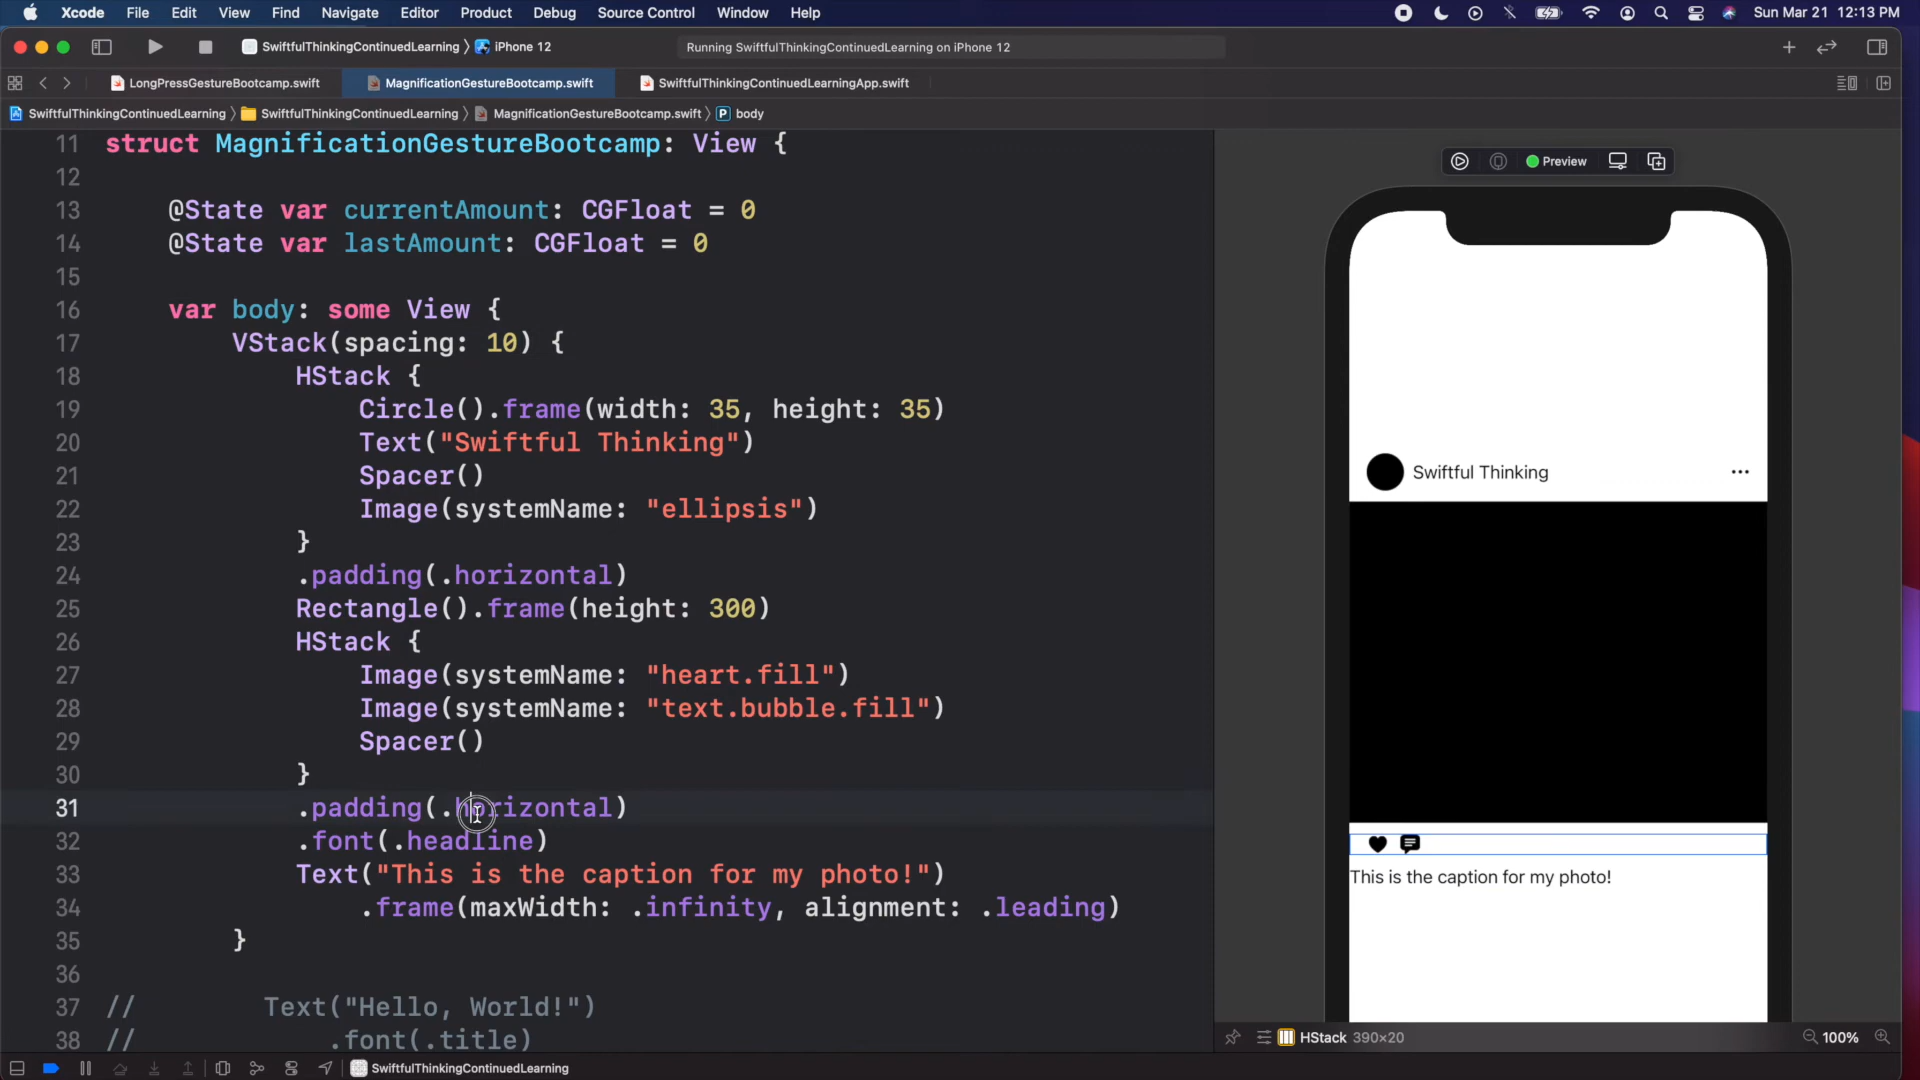 Xcode File Edit View Find Navigate Editor Product Debug Source Control Window Help Sun Mar 21 12:13 PM
SwiftfulThinkingContinuedLearning 〉 iPhone 12 Running SwiftfulThinkingContinuedLearning on iPhone 12
LongPressGestureBootcamp.swift MagnificationGestureBootcamp.swift SwiftfulThinkingContinuedLearningApp.swift
SwiftfulThinkingContinuedLearning 〉 SwiftfulThinkingContinuedLearning 〉 MagnificationGestureBootcamp.swift 〉 P body
11 struct MagnificationGestureBootcamp: View {
12
13 @State var currentAmount: CGFloat = 0
14 @State var lastAmount: CGFloat = 0
15
16 var body: some View {
17 VStack(spacing: 10) {
18 HStack {
19 Circle().frame(width: 35, height: 35)
20 Text("Swiftful Thinking")
21 Spacer()
22 Image(systemName: "ellipsis")
23 }
24 .padding(.horizontal)
25 Rectangle().frame(height: 300)
26 HStack {
27 Image(systemName: "heart.fill")
28 Image(systemName: "text.bubble.fill")
29 Spacer()
30 }
31 .padding(.horizontal)
32 .font(.headline)
33 Text("This is the caption for my photo!")
34 .frame(maxWidth: .infinity, alignment: .leading)
35 }
36
37 // Text("Hello, World!")
38 // .font(.title)
Preview
Swiftful Thinking
This is the caption for my photo!
HStack 390×20 100%
SwiftfulThinkingContinuedLearning